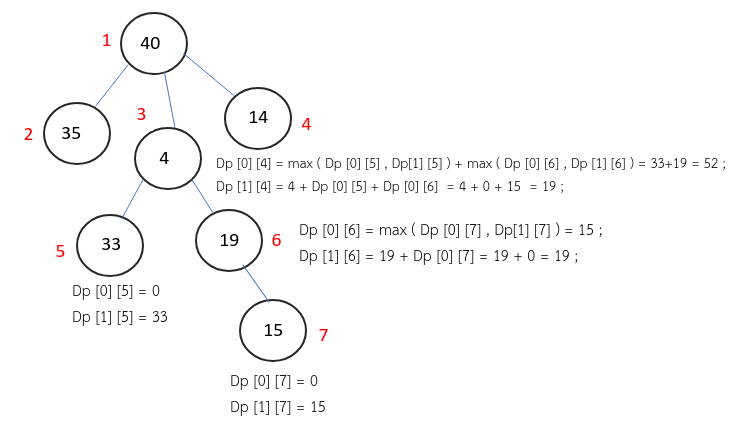 1
40
2
35
3
14
4
4
Dp [0] [4] = max ( Dp [0] [5] , Dp[1] [5] ) + max ( Dp [0] [6] , Dp [1] [6] ) = 33+19 = 52 ;
Dp [1] [4] = 4 + Dp [0] [5] + Dp [0] [6] = 4 + 0 + 15 = 19 ;
5
33
19
6
Dp [0] [6] = max ( Dp [0] [7] , Dp[1] [7] ) = 15 ;
Dp [1] [6] = 19 + Dp [0] [7] = 19 + 0 = 19 ;
Dp [0] [5] = 0
Dp [1] [5] = 33
15
7
Dp [0] [7] = 0
Dp [1] [7] = 15